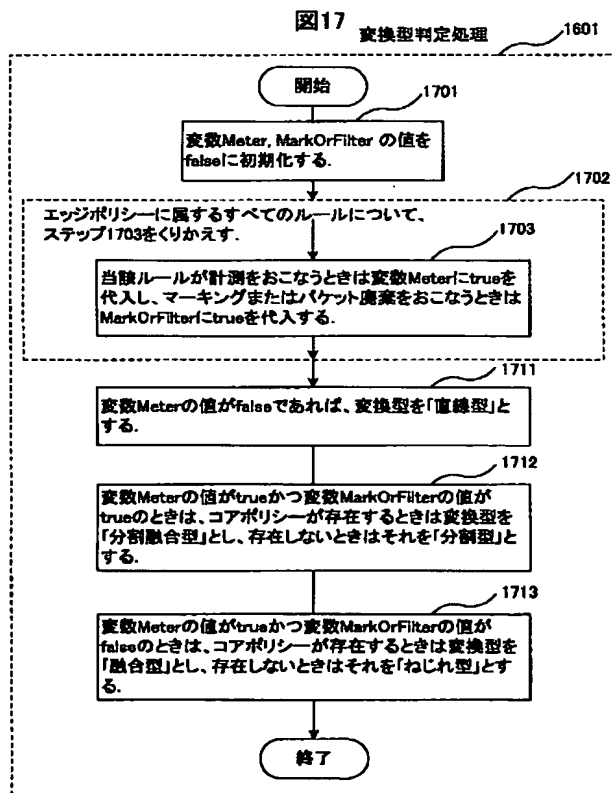 図17
変換型判定処理
1601
開始
1701
変数Meter, MarkOrFilter の値を
falseに初期化する.
1702
エッジポリシーに属するすべてのルールについて、
ステップ1703をくりかえす.
1703
当該ルールが計測をおこなうときは変数Meterにtrueを
代入し、マーキングまたはパケット廃棄をおこなうときは
MarkOrFilterにtrueを代入する.
1711
変数Meterの値がfalseであれば、変換型を「直線型」と
する.
1712
変数Meterの値がtrueかつ変数MarkOrFilterの値が
trueのときは、コアポリシーが存在するときは変換型を
「分割融合型」とし、存在しないときはそれを「分割型」と
する.
1713
変数Meterの値がtrueかつ変数MarkOrFilterの値が
falseのときは、コアポリシーが存在するときは変換型を
「融合型」とし、存在しないときはそれを「ねじれ型」とす
る.
終了